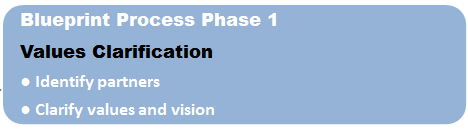 Blueprint Process Phase 1
Values Clarification
● Identify partners
● Clarify values and vision